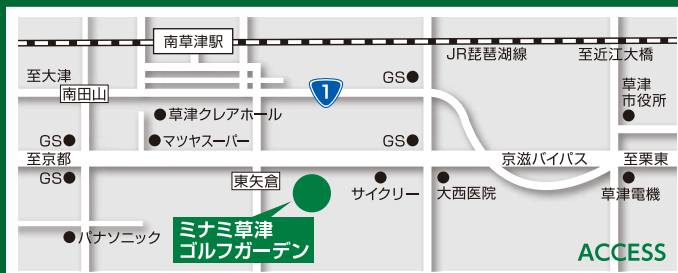 南草津駅
JR琵琶湖線
至近江大橋
至大津
GS
草津
市役所
南田山
1
草津クレアホール
GS
マツヤスーパー
GS
至京都
京滋バイパス
至栗東
GS
東矢倉
サイクリー
大西医院
草津電機
ミナミ草津
ゴルフガーデン
パナソニック
ACCESS